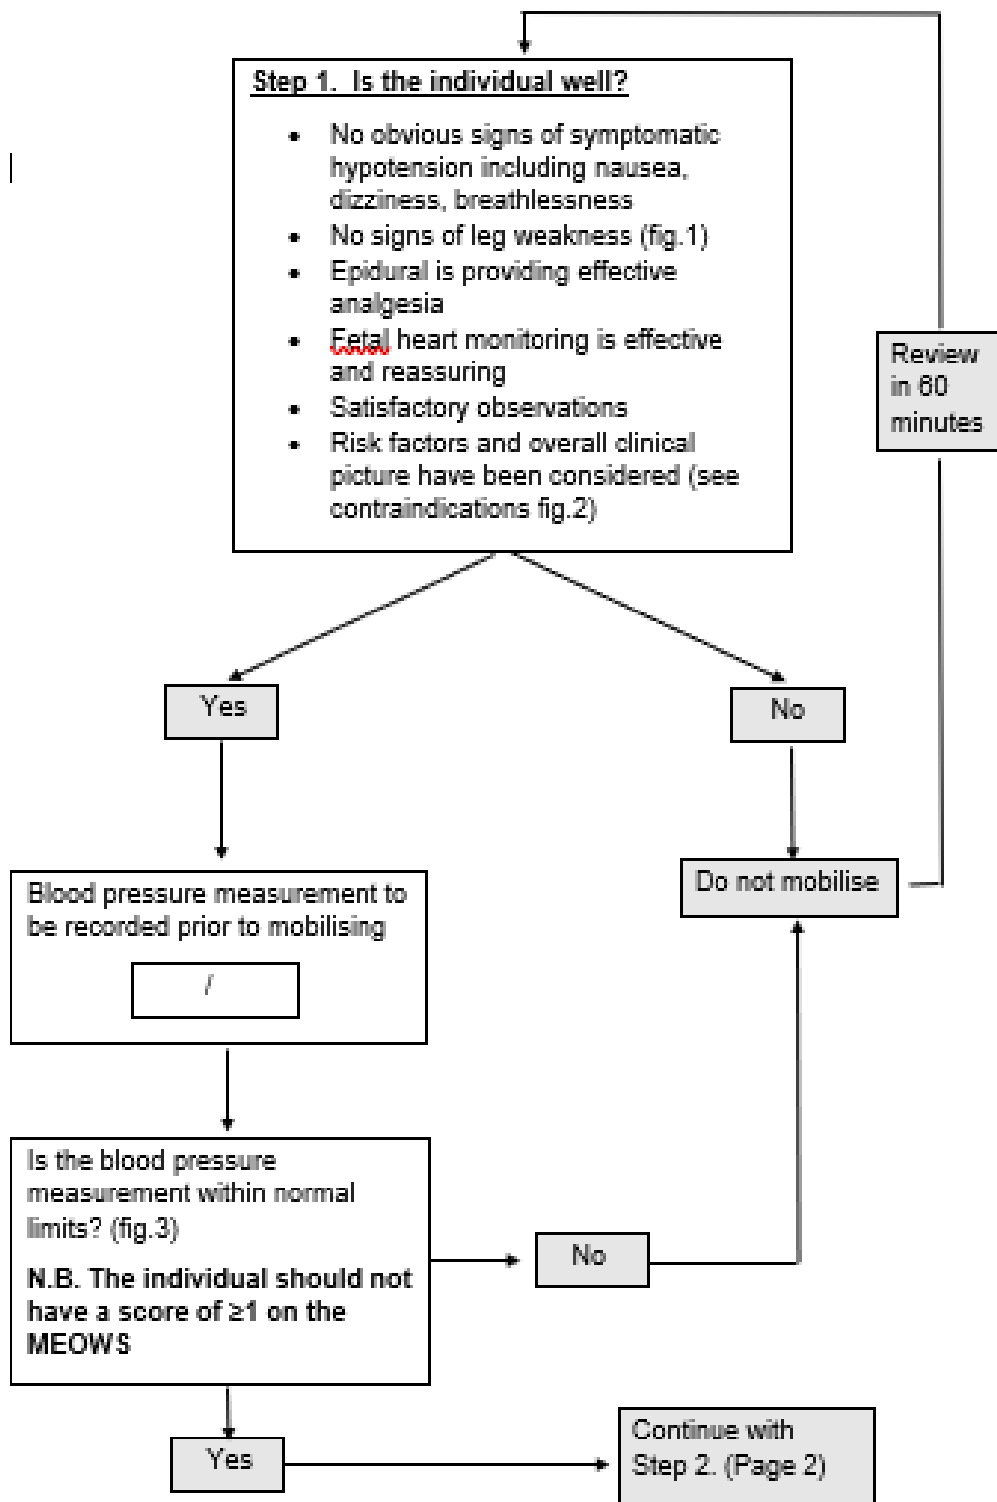 Step 1. Is the individual well?
• No obvious signs of symptomatic
hypotension including nausea,
dizziness, breathlessness
• No signs of leg weakness (fig.1)
• Epidural is providing effective
analgesia
• Fetal heart monitoring is effective
and reassuring
• Satisfactory observations
• Risk factors and overall clinical
picture have been considered (see
contraindications fig.2)
Review
in 60
minutes
Yes
No
Blood pressure measurement to
be recorded prior to mobilising
/
Do not mobilise
Is the blood pressure
measurement within normal
limits? (fig.3)
N.B. The individual should not
have a score of ≥1 on the
MEOWS
No
Yes
Continue with
Step 2. (Page 2)